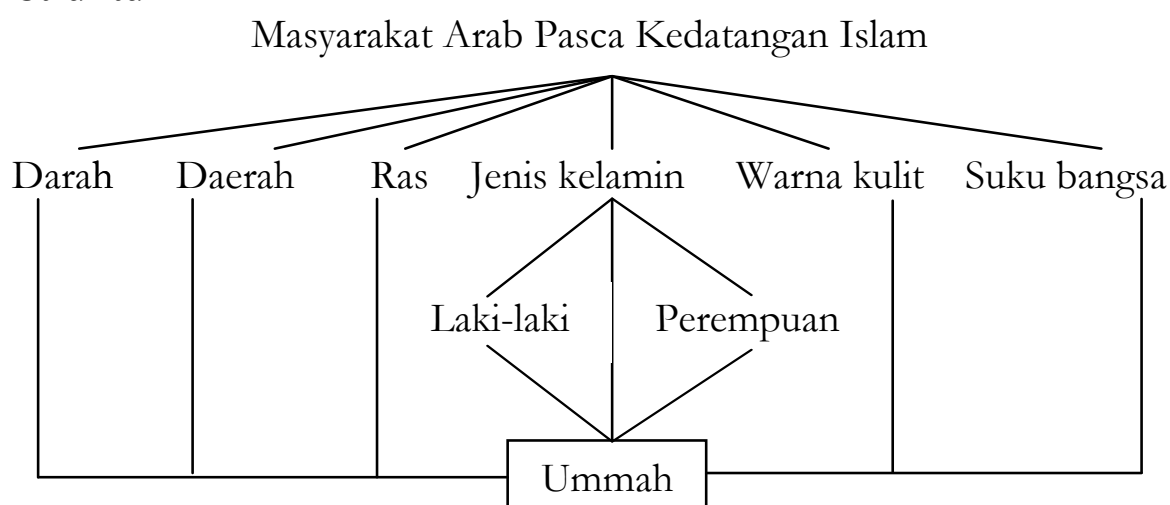 Masyarakat Arab Pasca Kedatangan Islam
Darah Daerah Ras Jenis kelamin Warna kulit Suku bangsa
Laki-laki Perempuan
Ummah